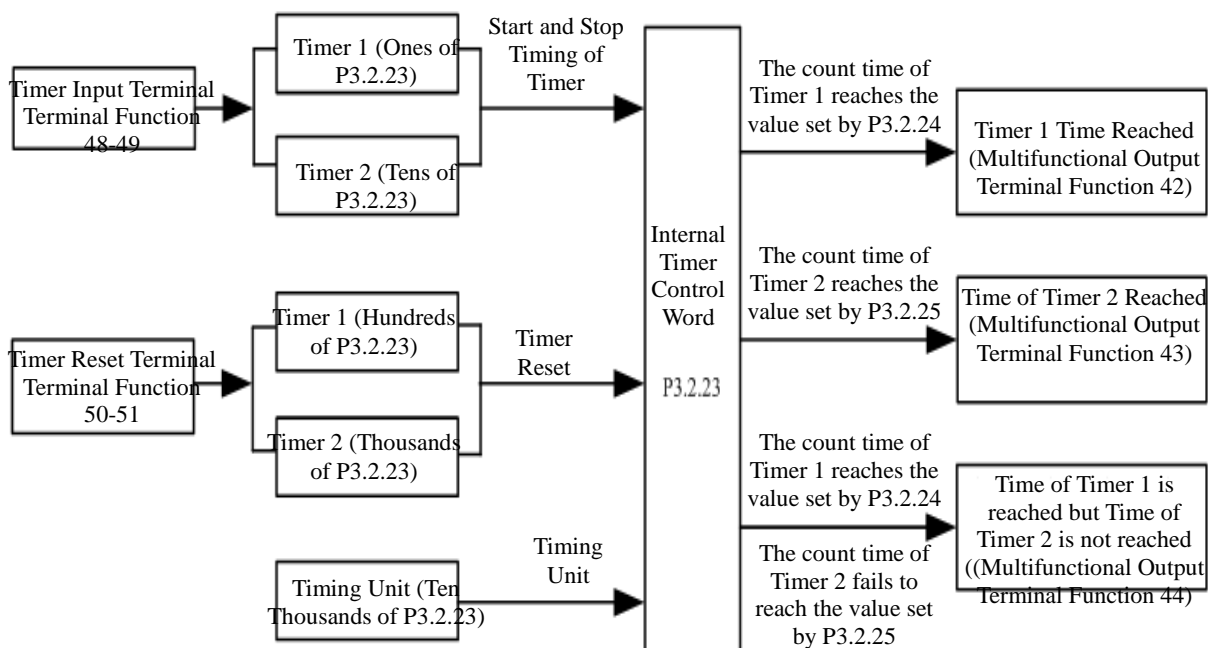 Timer Input Terminal
Terminal Function
48-49
Timer 1 (Ones of
P3.2.23)
Timer 2 (Tens of
P3.2.23)
Start and Stop
Timing of
Timer
Timer Reset Terminal
Terminal Function
50-51
Timer 1 (Hundreds
of P3.2.23)
Timer 2 (Thousands
of P3.2.23)
Timer
Reset
Timing Unit (Ten
Thousands of P3.2.23)
Timing
Unit
Internal
Timer
Control
Word
P3.2.23
The count time of
Timer 1 reaches the
value set by P3.2.24
Timer 1 Time Reached
(Multifunctional Output
Terminal Function 42)
The count time of
Timer 2 reaches the
value set by P3.2.25
Time of Timer 2 Reached
(Multifunctional Output
Terminal Function 43)
The count time of
Timer 1 reaches the
value set by P3.2.24
The count time of
Timer 2 fails to
reach the value set
by P3.2.25
Time of Timer 1 is
reached but Time of
Timer 2 is not reached
((Multifunctional Output
Terminal Function 44)